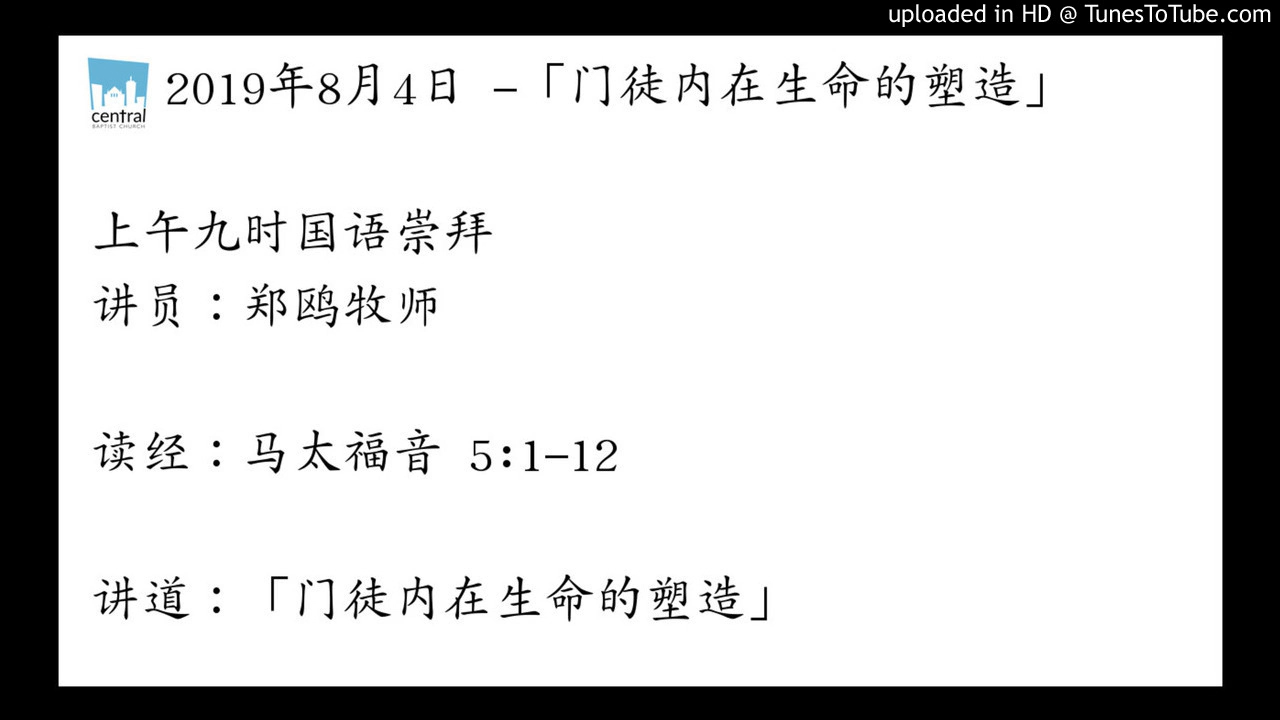 uploaded in HD @ TunesToTube.com
central
BAPTIST CHURCH
2019年8月4日 –「门徒内在生命的塑造」
上午九时国语崇拜
讲员：郑鸥牧师
读经：马太福音 5:1-12
讲道：「门徒内在生命的塑造」